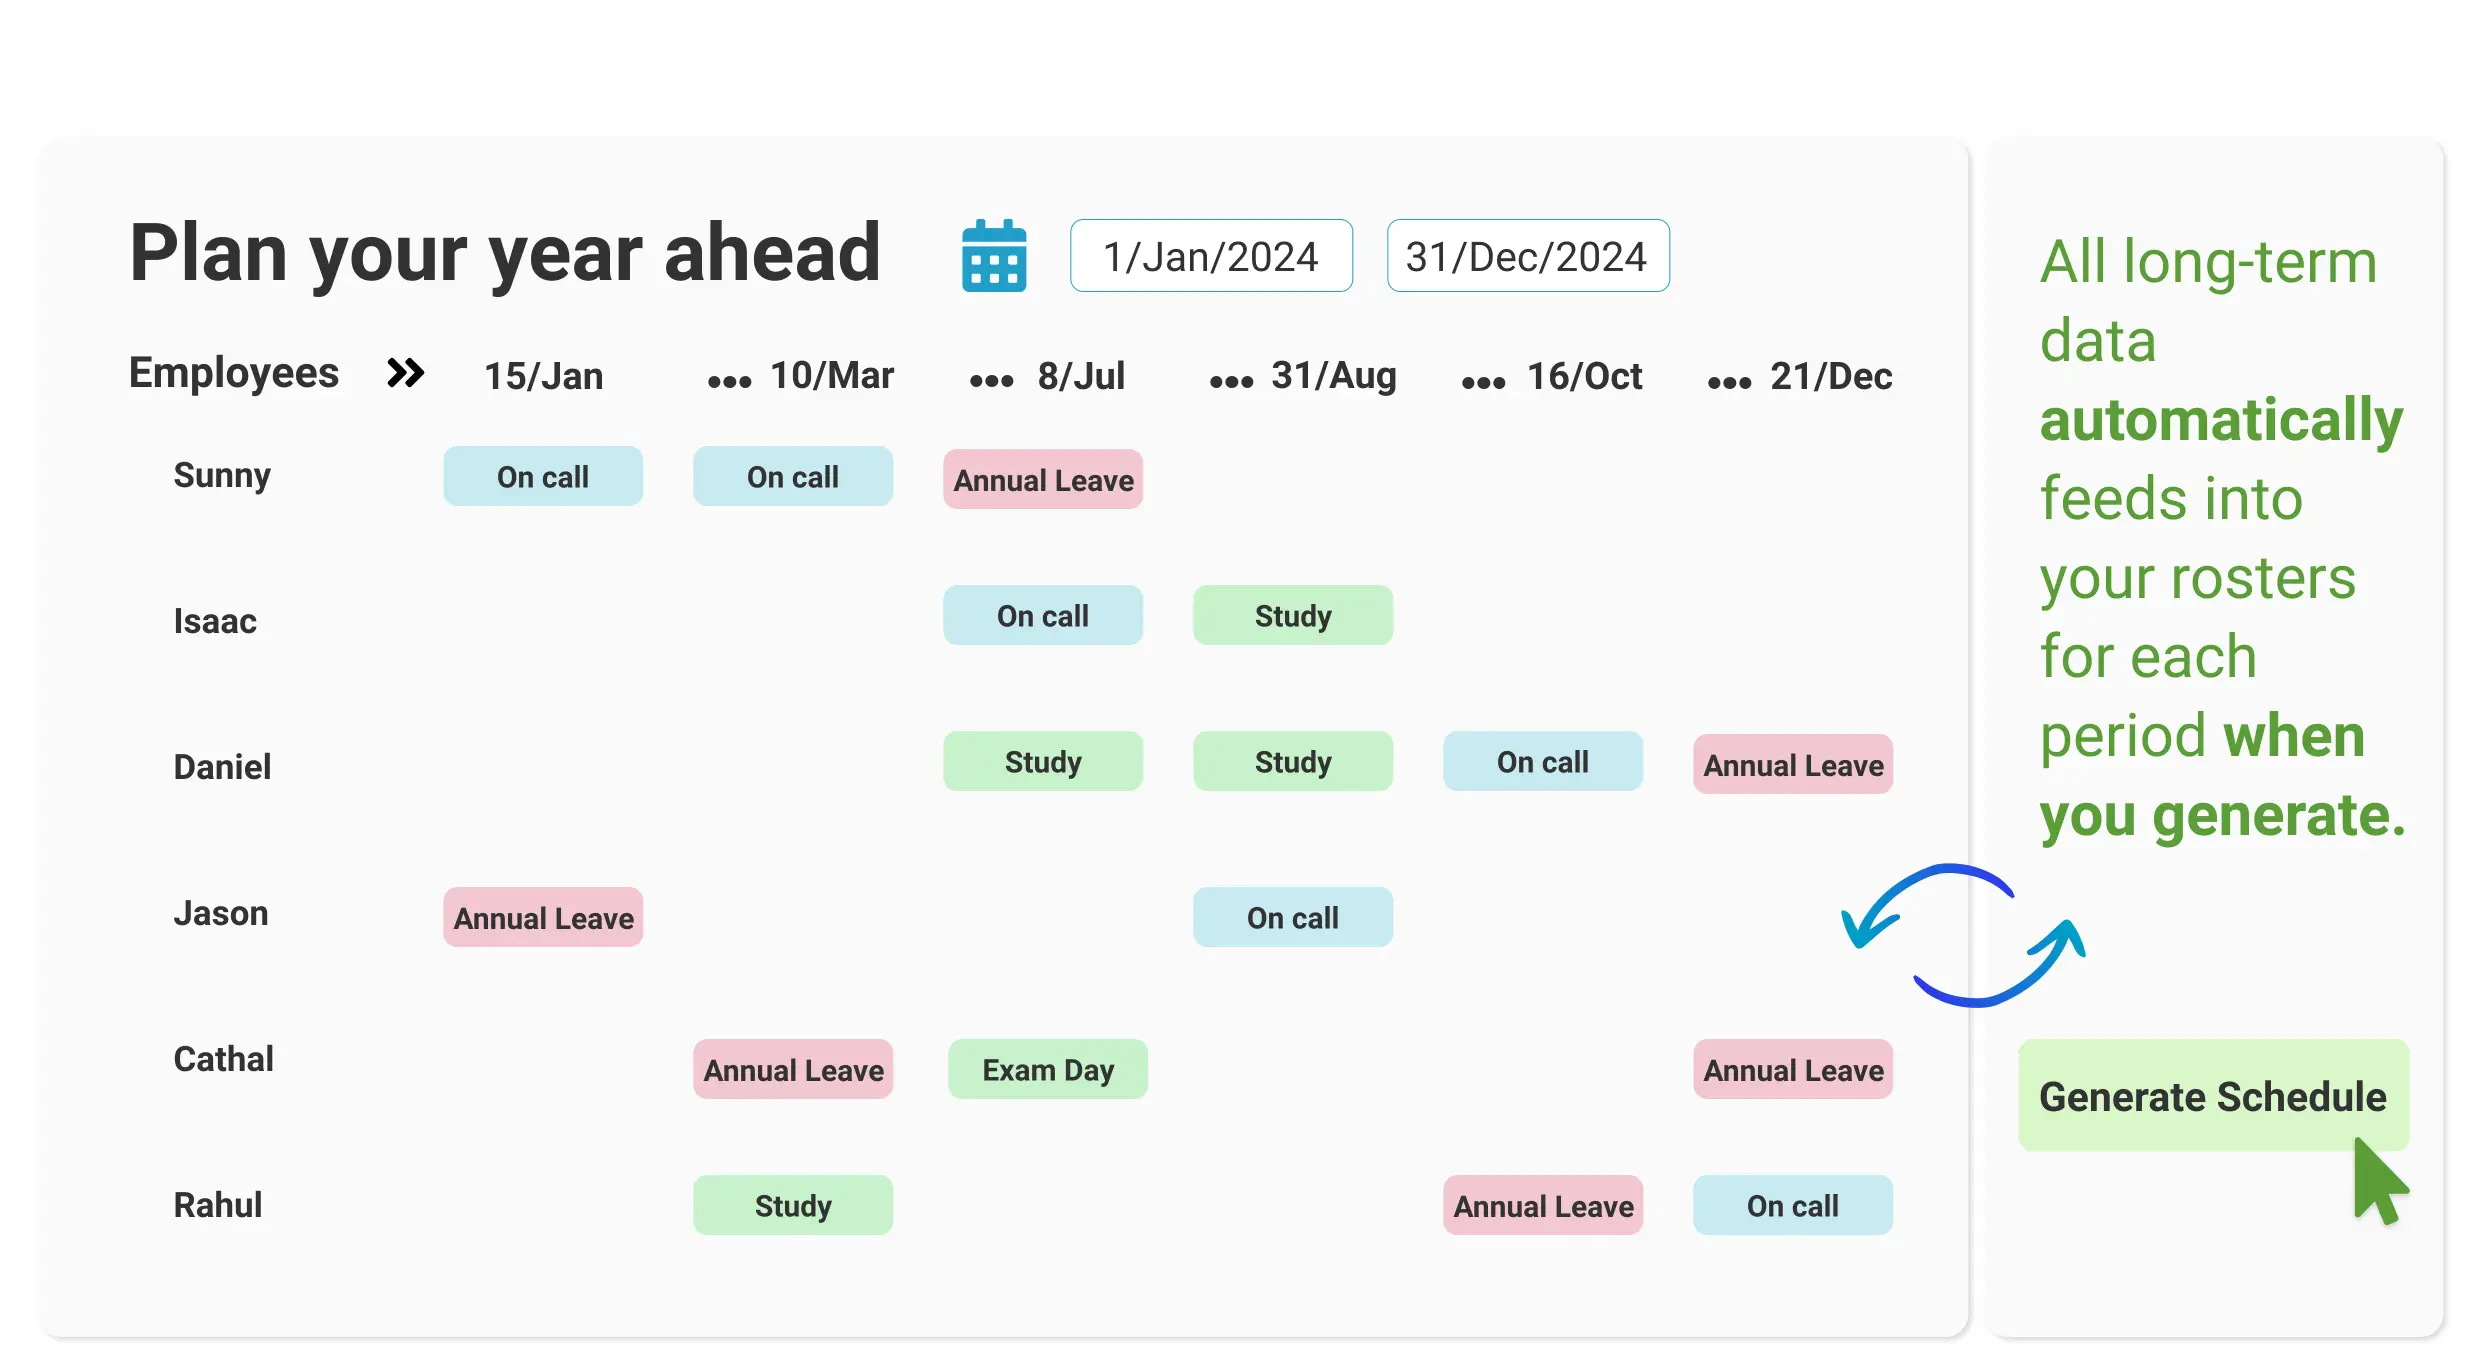 Plan your year ahead 1/Jan/2024 31/Dec/2024
Employees 15/Jan ... 10/Mar ... 8/Jul ... 31/Aug ... 16/Oct ... 21/Dec
Sunny On call On call Annual Leave
Isaac On call Study
Daniel Study Study On call Annual Leave
Jason Annual Leave On call
Cathal Annual Leave Exam Day Annual Leave
Rahul Study Annual Leave On call
All long-term
data
automatically
feeds into
your rosters
for each
period when
you generate.
Generate Schedule